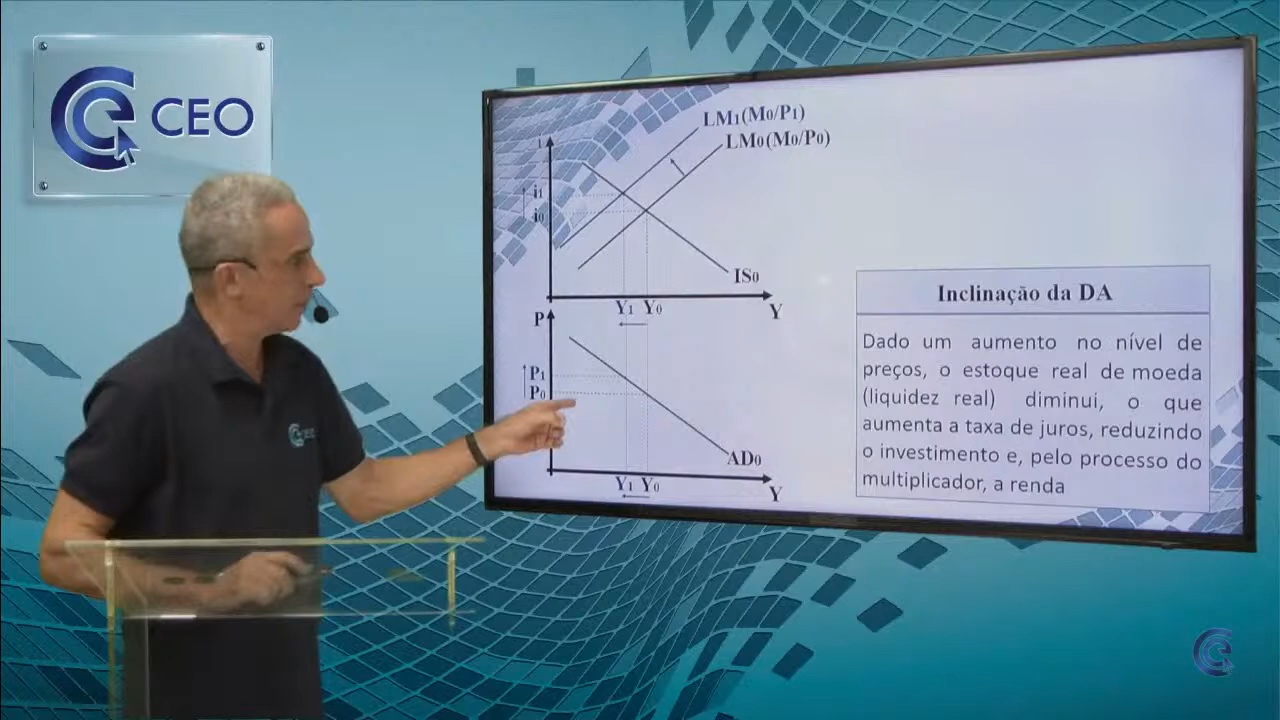 CEO
LM1(M0/P1)
LM0(M0/P0)
i
i1
i0
IS0
Y1 Y0
Y
P
P1
P0
AD0
Y1 Y0
Y
Inclinação da DA
Dado um aumento no nível de
preços, o estoque real de moeda
(liquidez real) diminui, o que
aumenta a taxa de juros, reduzindo
o investimento e, pelo processo do
multiplicador, a renda
CEO